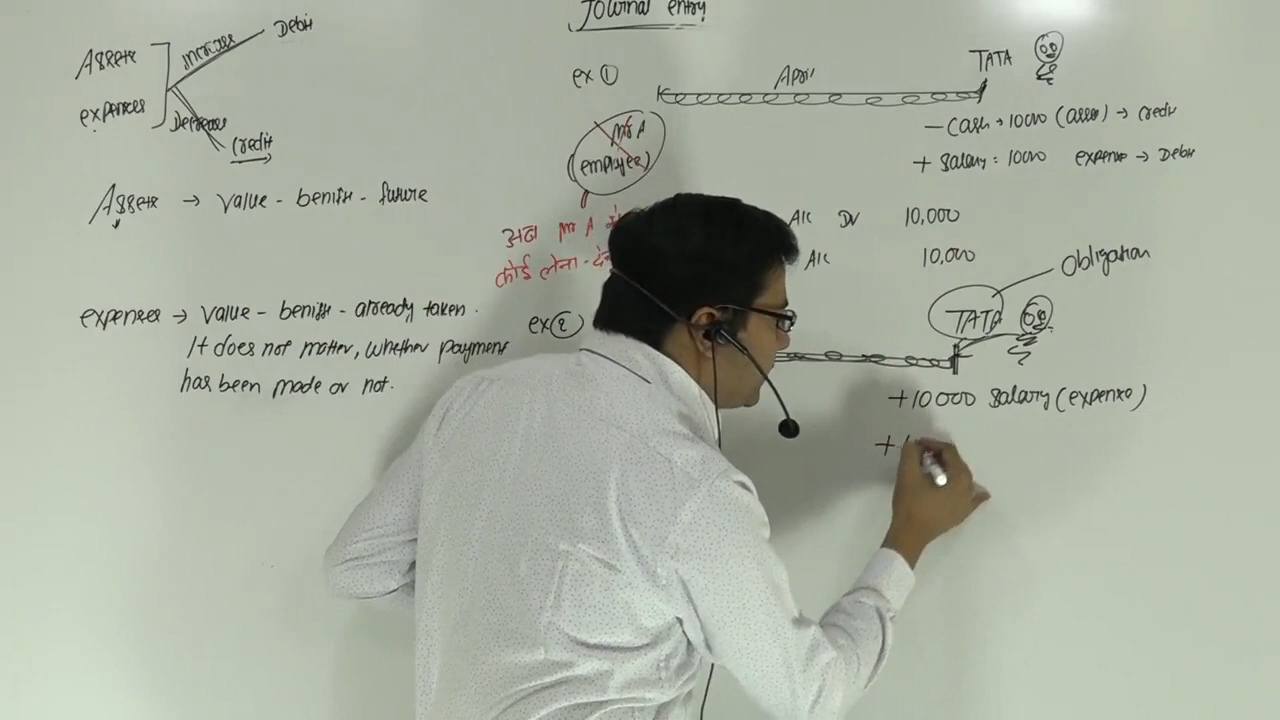 Journal entry
Assets
expenses
increase
Debit
Decrease
Credit
Assets → value - benift - future
expenses → value - benift - already taken.
It does not matter, whether payment
has been made or not.
ex ①
April
TATA
Mr A
(employee)
- Cash → 1000 (asset) → credit
+ Salary = 1000 expense → Debit
अब Mr A
कोई लेना - दे
A/c Dr 10,000
A/c 10,000
Obligation
ex ②
TATA
+10000 Salary (expense)
+